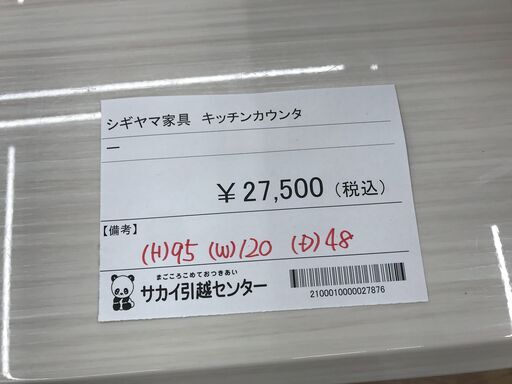 シギヤマ家具 キッチンカウンタ
ー
￥27,500（税込）
【備考】
(H)95 (W)120 (D)48
まごころこめておつきあい
サカイ引越センター
2100010000027876